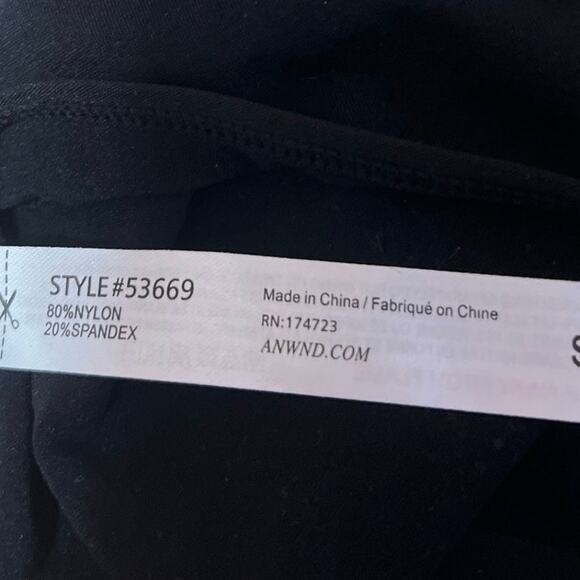 STYLE#53669
80%NYLON
20%SPANDEX
Made in China / Fabriqué on Chine
RN:174723
ANWND.COM
S